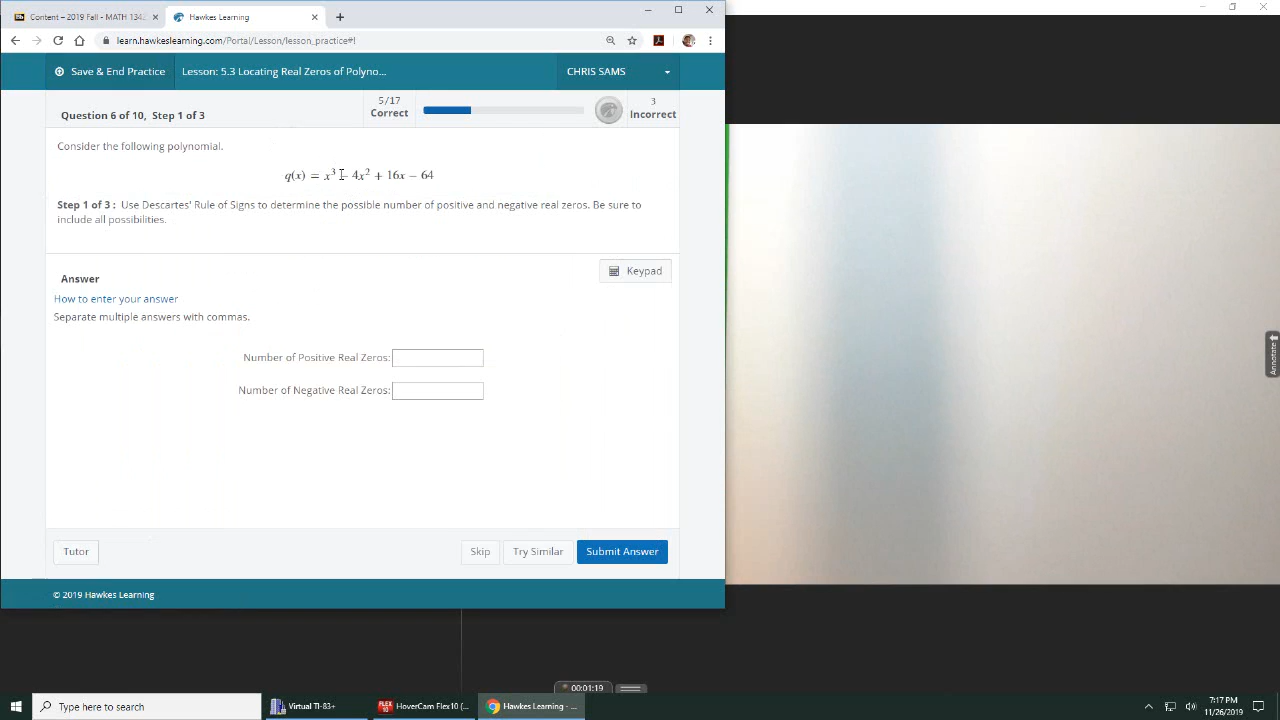 Content – 2019 Fall - MATH 1342
Hawkes Learning
learn.hawkeslearning.com/Portal/Lesson/lesson_practice#!
Save & End Practice
Lesson: 5.3 Locating Real Zeros of Polyno...
CHRIS SAMS
Question 6 of 10, Step 1 of 3
5/17
Correct
3
Incorrect
Consider the following polynomial.
q(x) = x³ − 4x² + 16x − 64
Step 1 of 3 : Use Descartes' Rule of Signs to determine the possible number of positive and negative real zeros. Be sure to
include all possibilities.
Answer
Keypad
How to enter your answer
Separate multiple answers with commas.
Number of Positive Real Zeros:
Number of Negative Real Zeros:
Tutor
Skip
Try Similar
Submit Answer
© 2019 Hawkes Learning
Annotate
00:01:19
Type here to search
Virtual TI-83+
HoverCam Flex10 (...
Hawkes Learning - ...
7:17 PM
11/26/2019